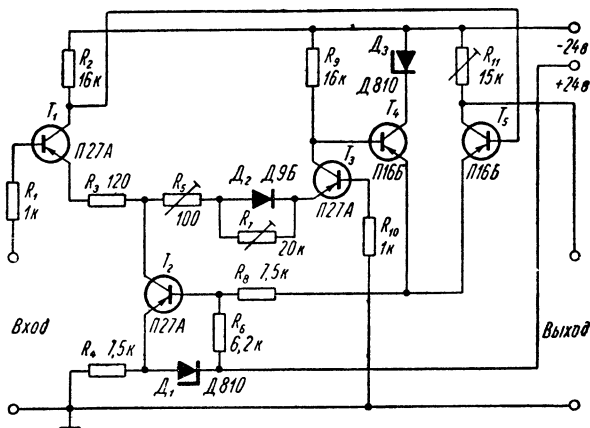 R₂
16к
R₉
16к
Д₃
Д810
R₁₁
15к
-24в
+24в
T₁
П27А
T₄
П16Б
T₅
П16Б
R₁
1к
R₃ 120
R₅
100
Д₂ Д9Б
R₇
20к
T₃
П27А
R₁₀
1к
T₂
П27А
R₈ 7,5к
R₆
6,2к
Вход
Выход
R₄ 7,5к
Д₁ Д810